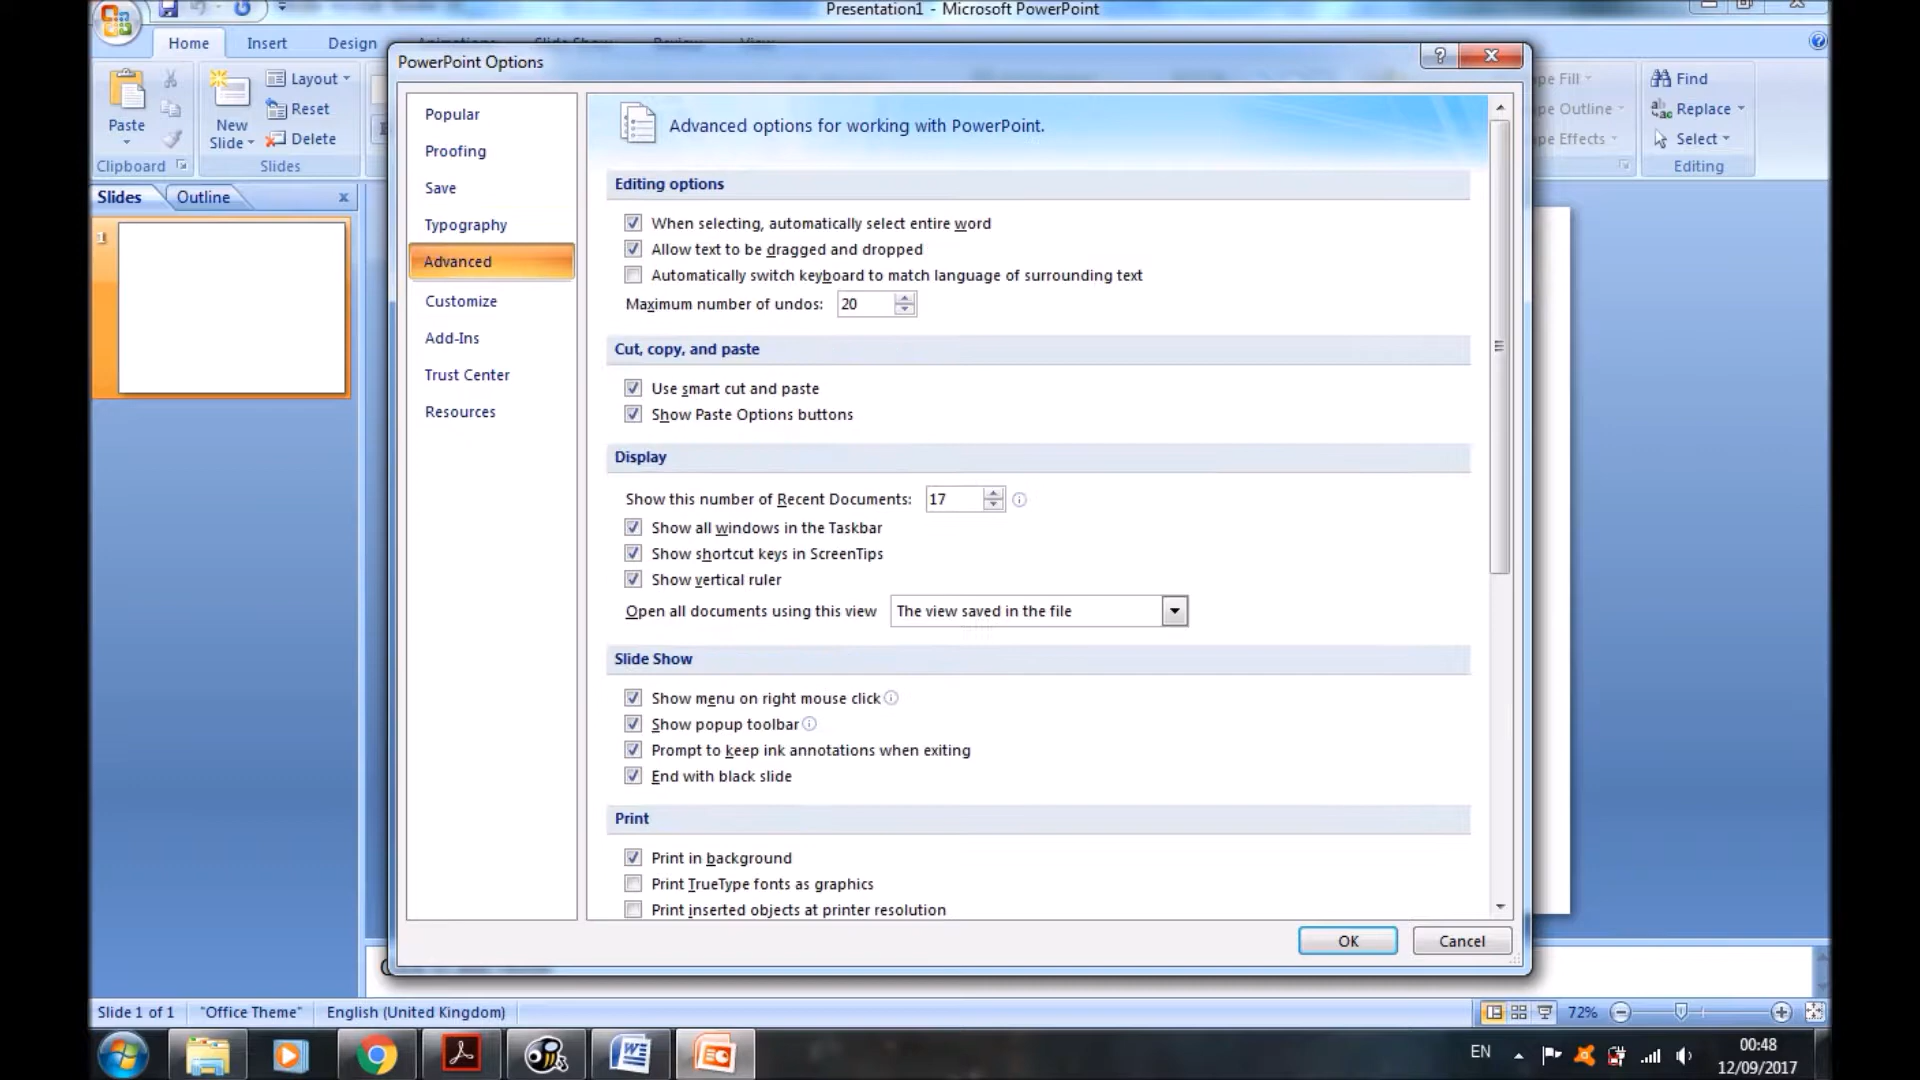 Presentation1 - Microsoft PowerPoint
Home Insert Design
Paste
Clipboard
New Slide
Layout
Reset
Delete
Slides
Fill
Outline
Effects
Find
Replace
Select
Editing
Slides Outline
1
PowerPoint Options
Popular
Proofing
Save
Typography
Advanced
Customize
Add-Ins
Trust Center
Resources
Advanced options for working with PowerPoint.
Editing options
When selecting, automatically select entire word
Allow text to be dragged and dropped
Automatically switch keyboard to match language of surrounding text
Maximum number of undos: 20
Cut, copy, and paste
Use smart cut and paste
Show Paste Options buttons
Display
Show this number of Recent Documents: 17
Show all windows in the Taskbar
Show shortcut keys in ScreenTips
Show vertical ruler
Open all documents using this view The view saved in the file
Slide Show
Show menu on right mouse click
Show popup toolbar
Prompt to keep ink annotations when exiting
End with black slide
Print
Print in background
Print TrueType fonts as graphics
Print inserted objects at printer resolution
OK Cancel
Slide 1 of 1 "Office Theme" English (United Kingdom) 72%
EN 00:48
12/09/2017